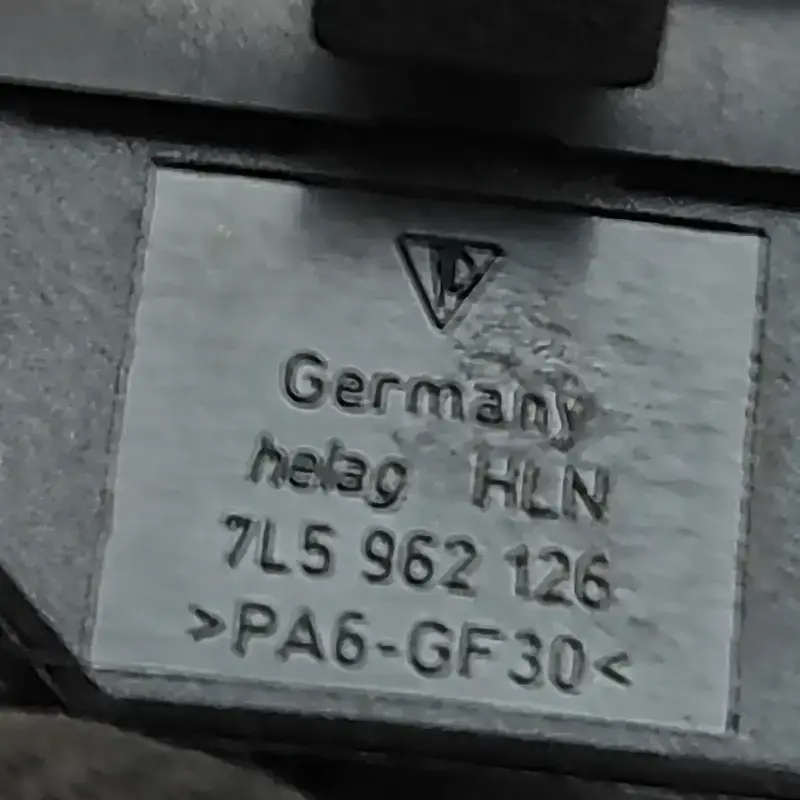 Germany
helag HLN
7L5 962 126
>PA6-GF30<